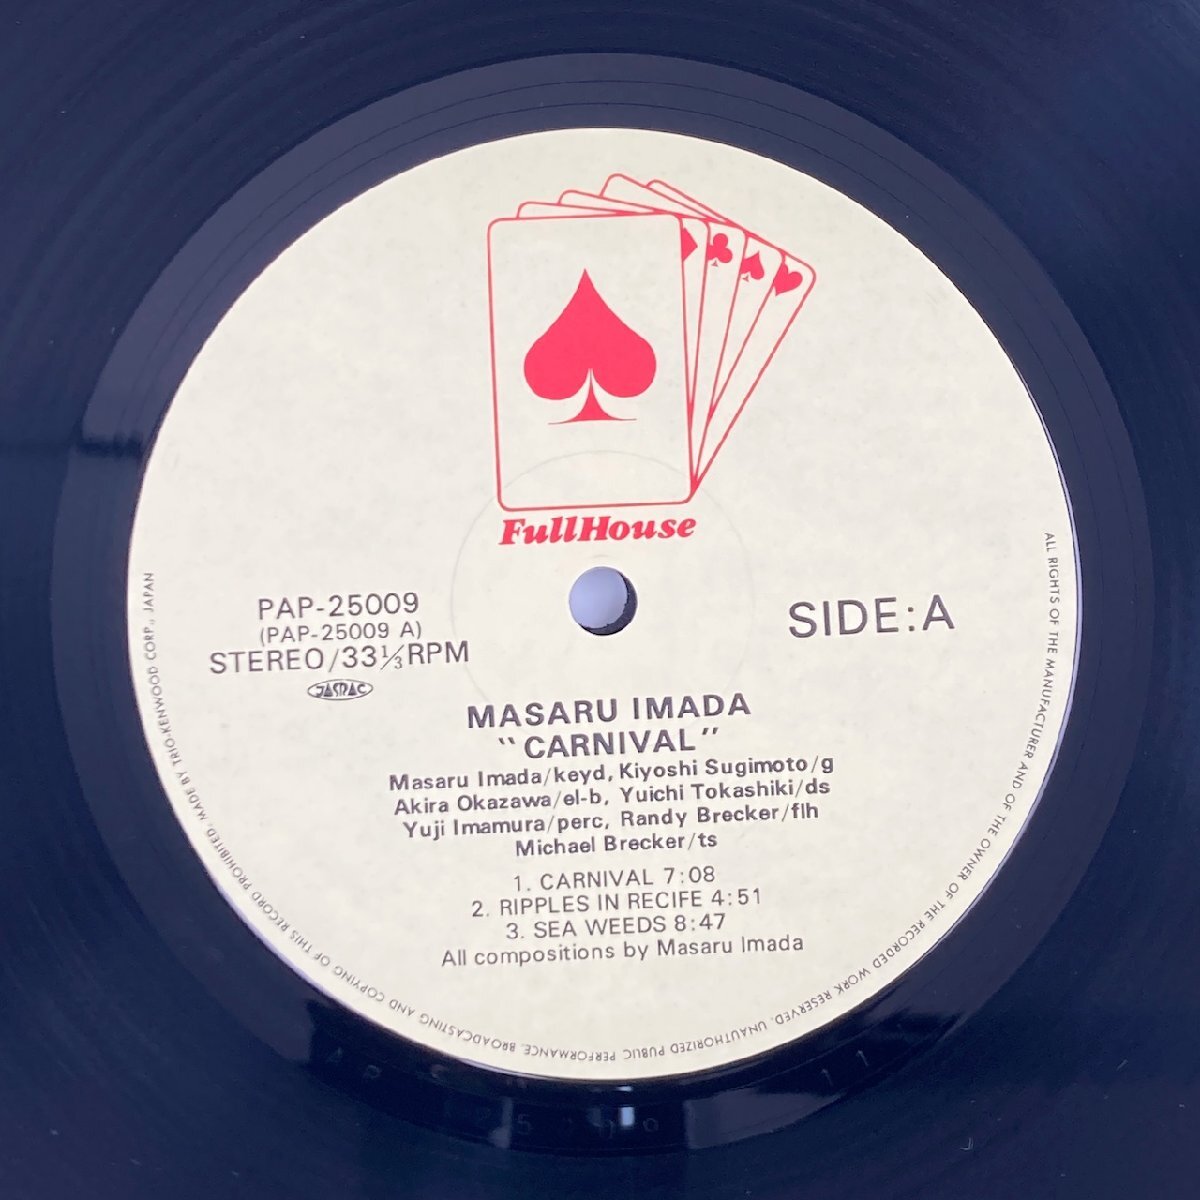 FullHouse
PAP-25009
(PAP-25009 A)
STEREO/33⅓RPM
JASRAC
SIDE:A
MASARU IMADA
"CARNIVAL"
Masaru Imada/keyd, Kiyoshi Sugimoto/g
Akira Okazawa/el-b, Yuichi Tokashiki/ds
Yuji Imamura/perc, Randy Brecker/flh
Michael Brecker/ts
1. CARNIVAL 7:08
2. RIPPLES IN RECIFE 4:51
3. SEA WEEDS 8:47
All compositions by Masaru Imada
ALL RIGHTS OF THE MANUFACTURER AND OF THE OWNER OF THE RECORDED WORK RESERVED. UNAUTHORIZED PUBLIC PERFORMANCE, BROADCASTING AND COPYING OF THIS RECORD PROHIBITED. MADE BY TRIO-KENWOOD CORP., JAPAN